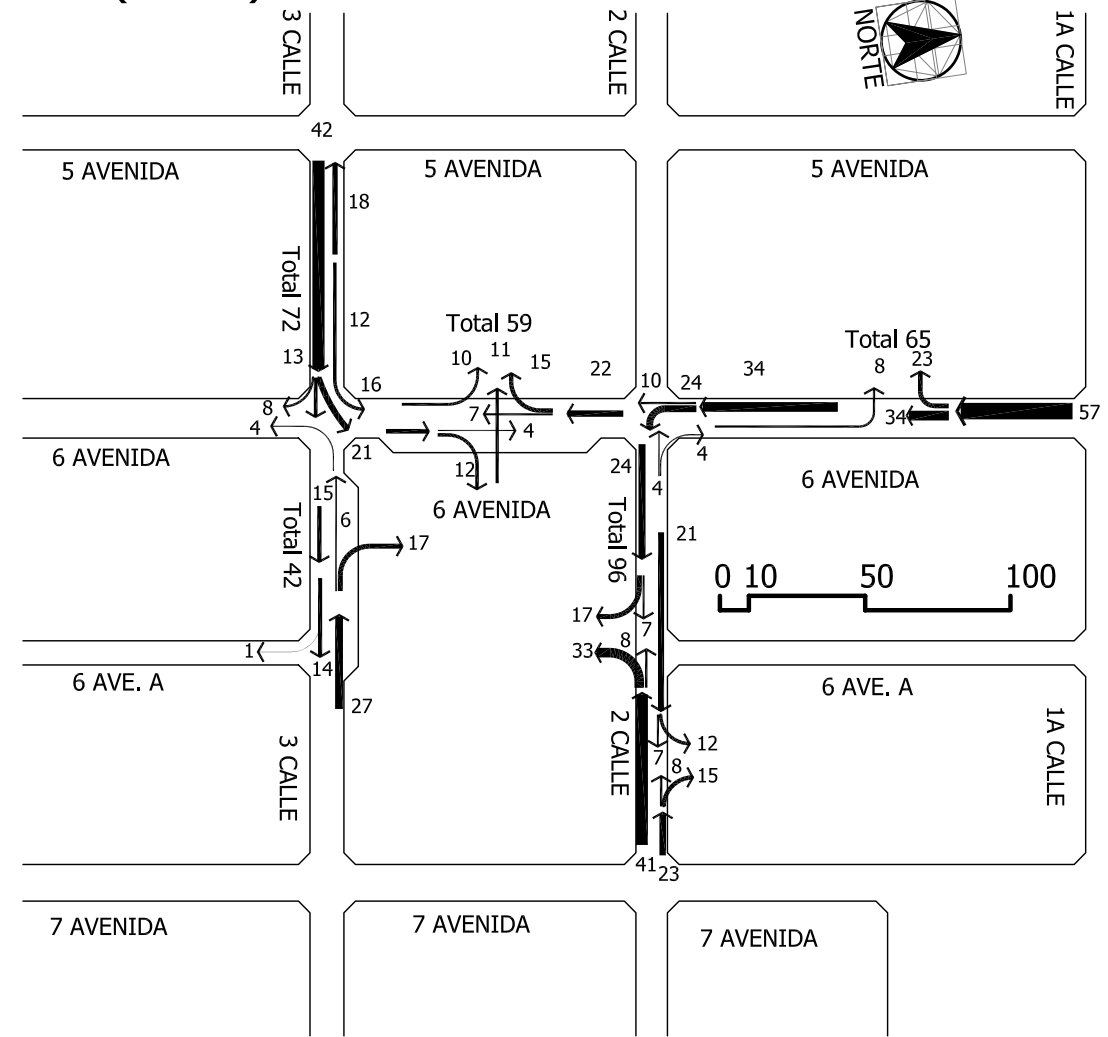 3 CALLE
2 CALLE
NORTE
1A CALLE
42
5 AVENIDA
5 AVENIDA
5 AVENIDA
18
Total 72
12
Total 59
Total 65
13
10
11
15
22
34
8
23
16
10
24
8
7
34
57
4
4
21
4
6 AVENIDA
12
24
6 AVENIDA
15
4
6 AVENIDA
6
Total 42
17
Total 96
21
0 10 50 100
17
7
8
1
33
14
6 AVE. A
6 AVE. A
27
2 CALLE
1A CALLE
3 CALLE
12
7
8
15
41
23
7 AVENIDA
7 AVENIDA
7 AVENIDA